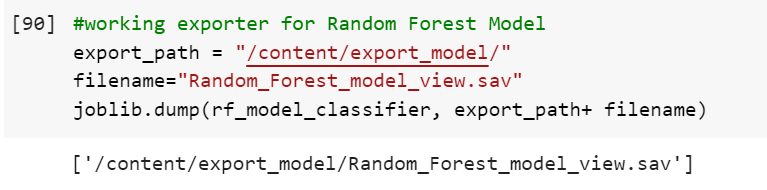 [90] #working exporter for Random Forest Model
export_path = "/content/export_model/"
filename="Random_Forest_model_view.sav"
joblib.dump(rf_model_classifier, export_path+ filename)
['/content/export_model/Random_Forest_model_view.sav']